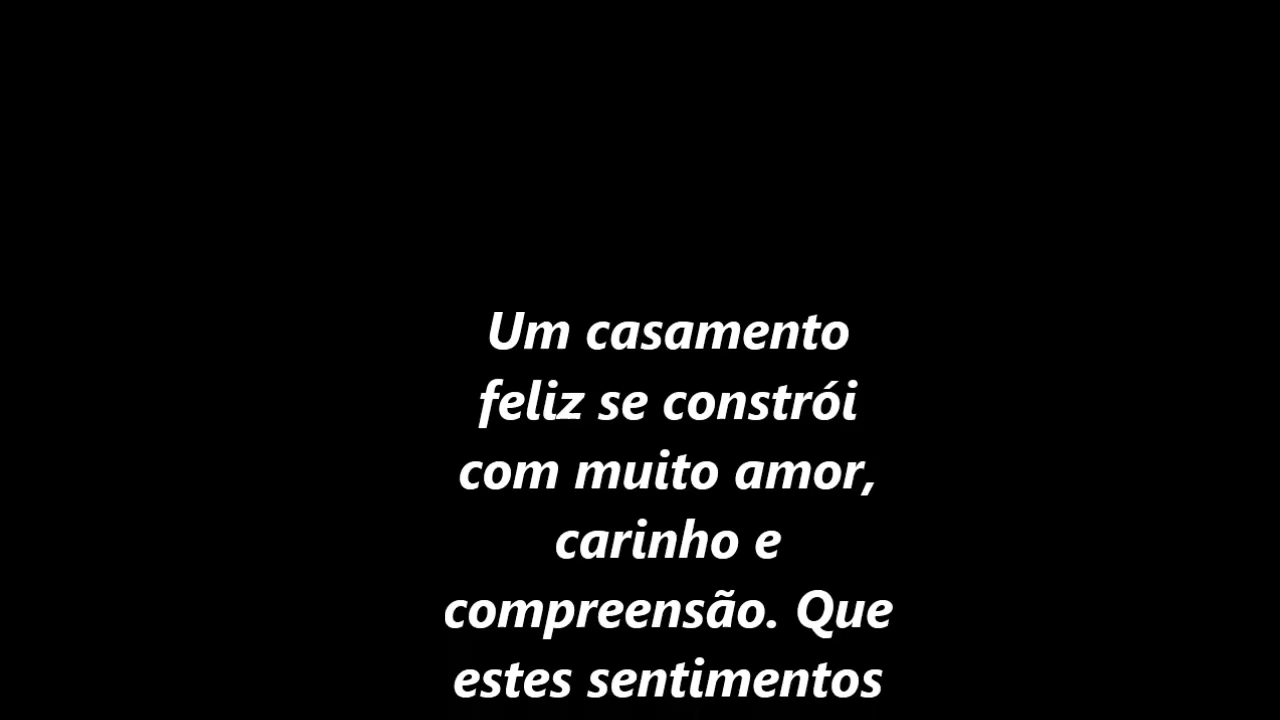 Um casamento
feliz se constrói
com muito amor,
carinho e
compreensão. Que
estes sentimentos